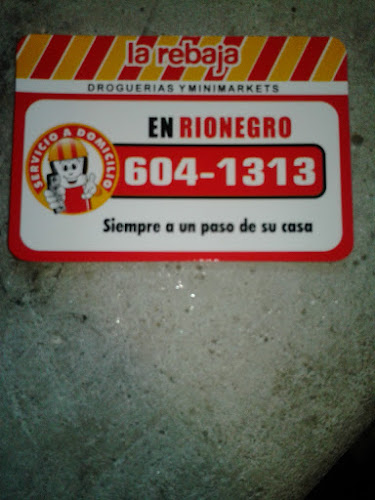 la rebaja
DROGUERIAS Y MINIMARKETS
SERVICIO A DOMICILIO
EN RIONEGRO
604-1313
Siempre a un paso de su casa